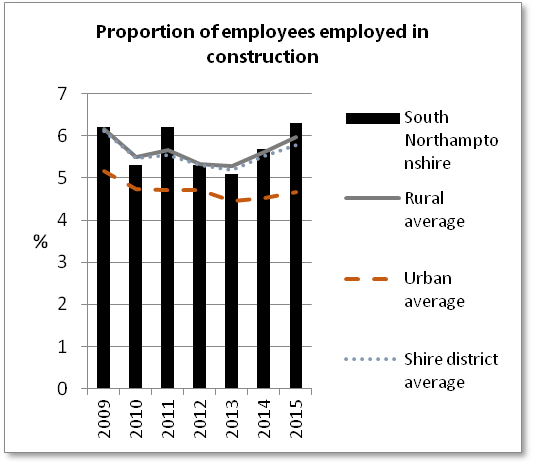 Proportion of employees employed in
construction
7
6
5
4
3
2
1
0
%
2009
2010
2011
2012
2013
2014
2015
South
Northampto
nshire
Rural
average
Urban
average
Shire district
average